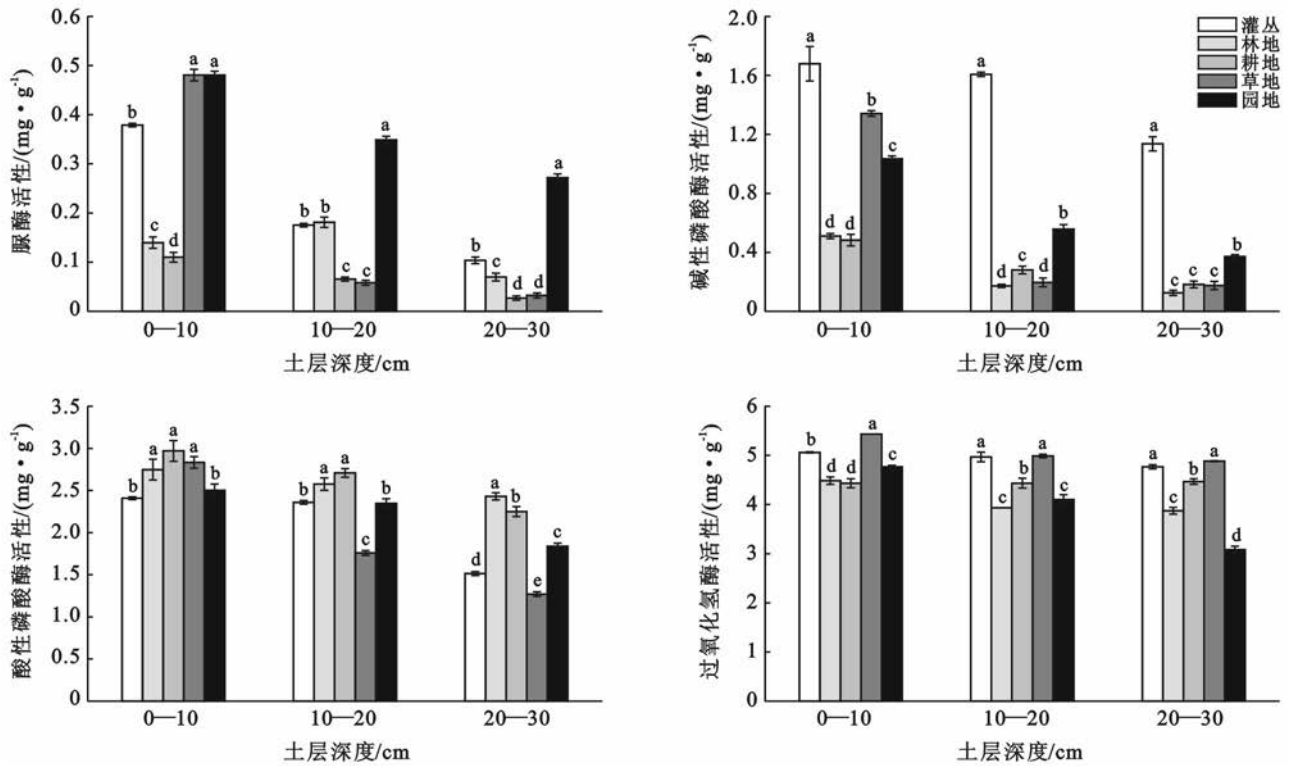 0.6
0.5
0.4
0.3
0.2
0.1
0
脲酶活性/(mg·g⁻¹)
b c d a a
b b c c a
b c d d a
0—10 10—20 20—30
土层深度/cm
2.0
1.6
1.2
0.8
0.4
0
碱性磷酸酶活性/(mg·g⁻¹)
a d d b c
a d c d b
a c c c b
灌丛
林地
耕地
草地
园地
0—10 10—20 20—30
土层深度/cm
3.5
3.0
2.5
2.0
1.5
1.0
0.5
0
酸性磷酸酶活性/(mg·g⁻¹)
b a a a b
b a a c b
d a b e c
0—10 10—20 20—30
土层深度/cm
6
5
4
3
2
1
0
过氧化氢酶活性/(mg·g⁻¹)
b d d a c
a c b a c
a c b a d
0—10 10—20 20—30
土层深度/cm